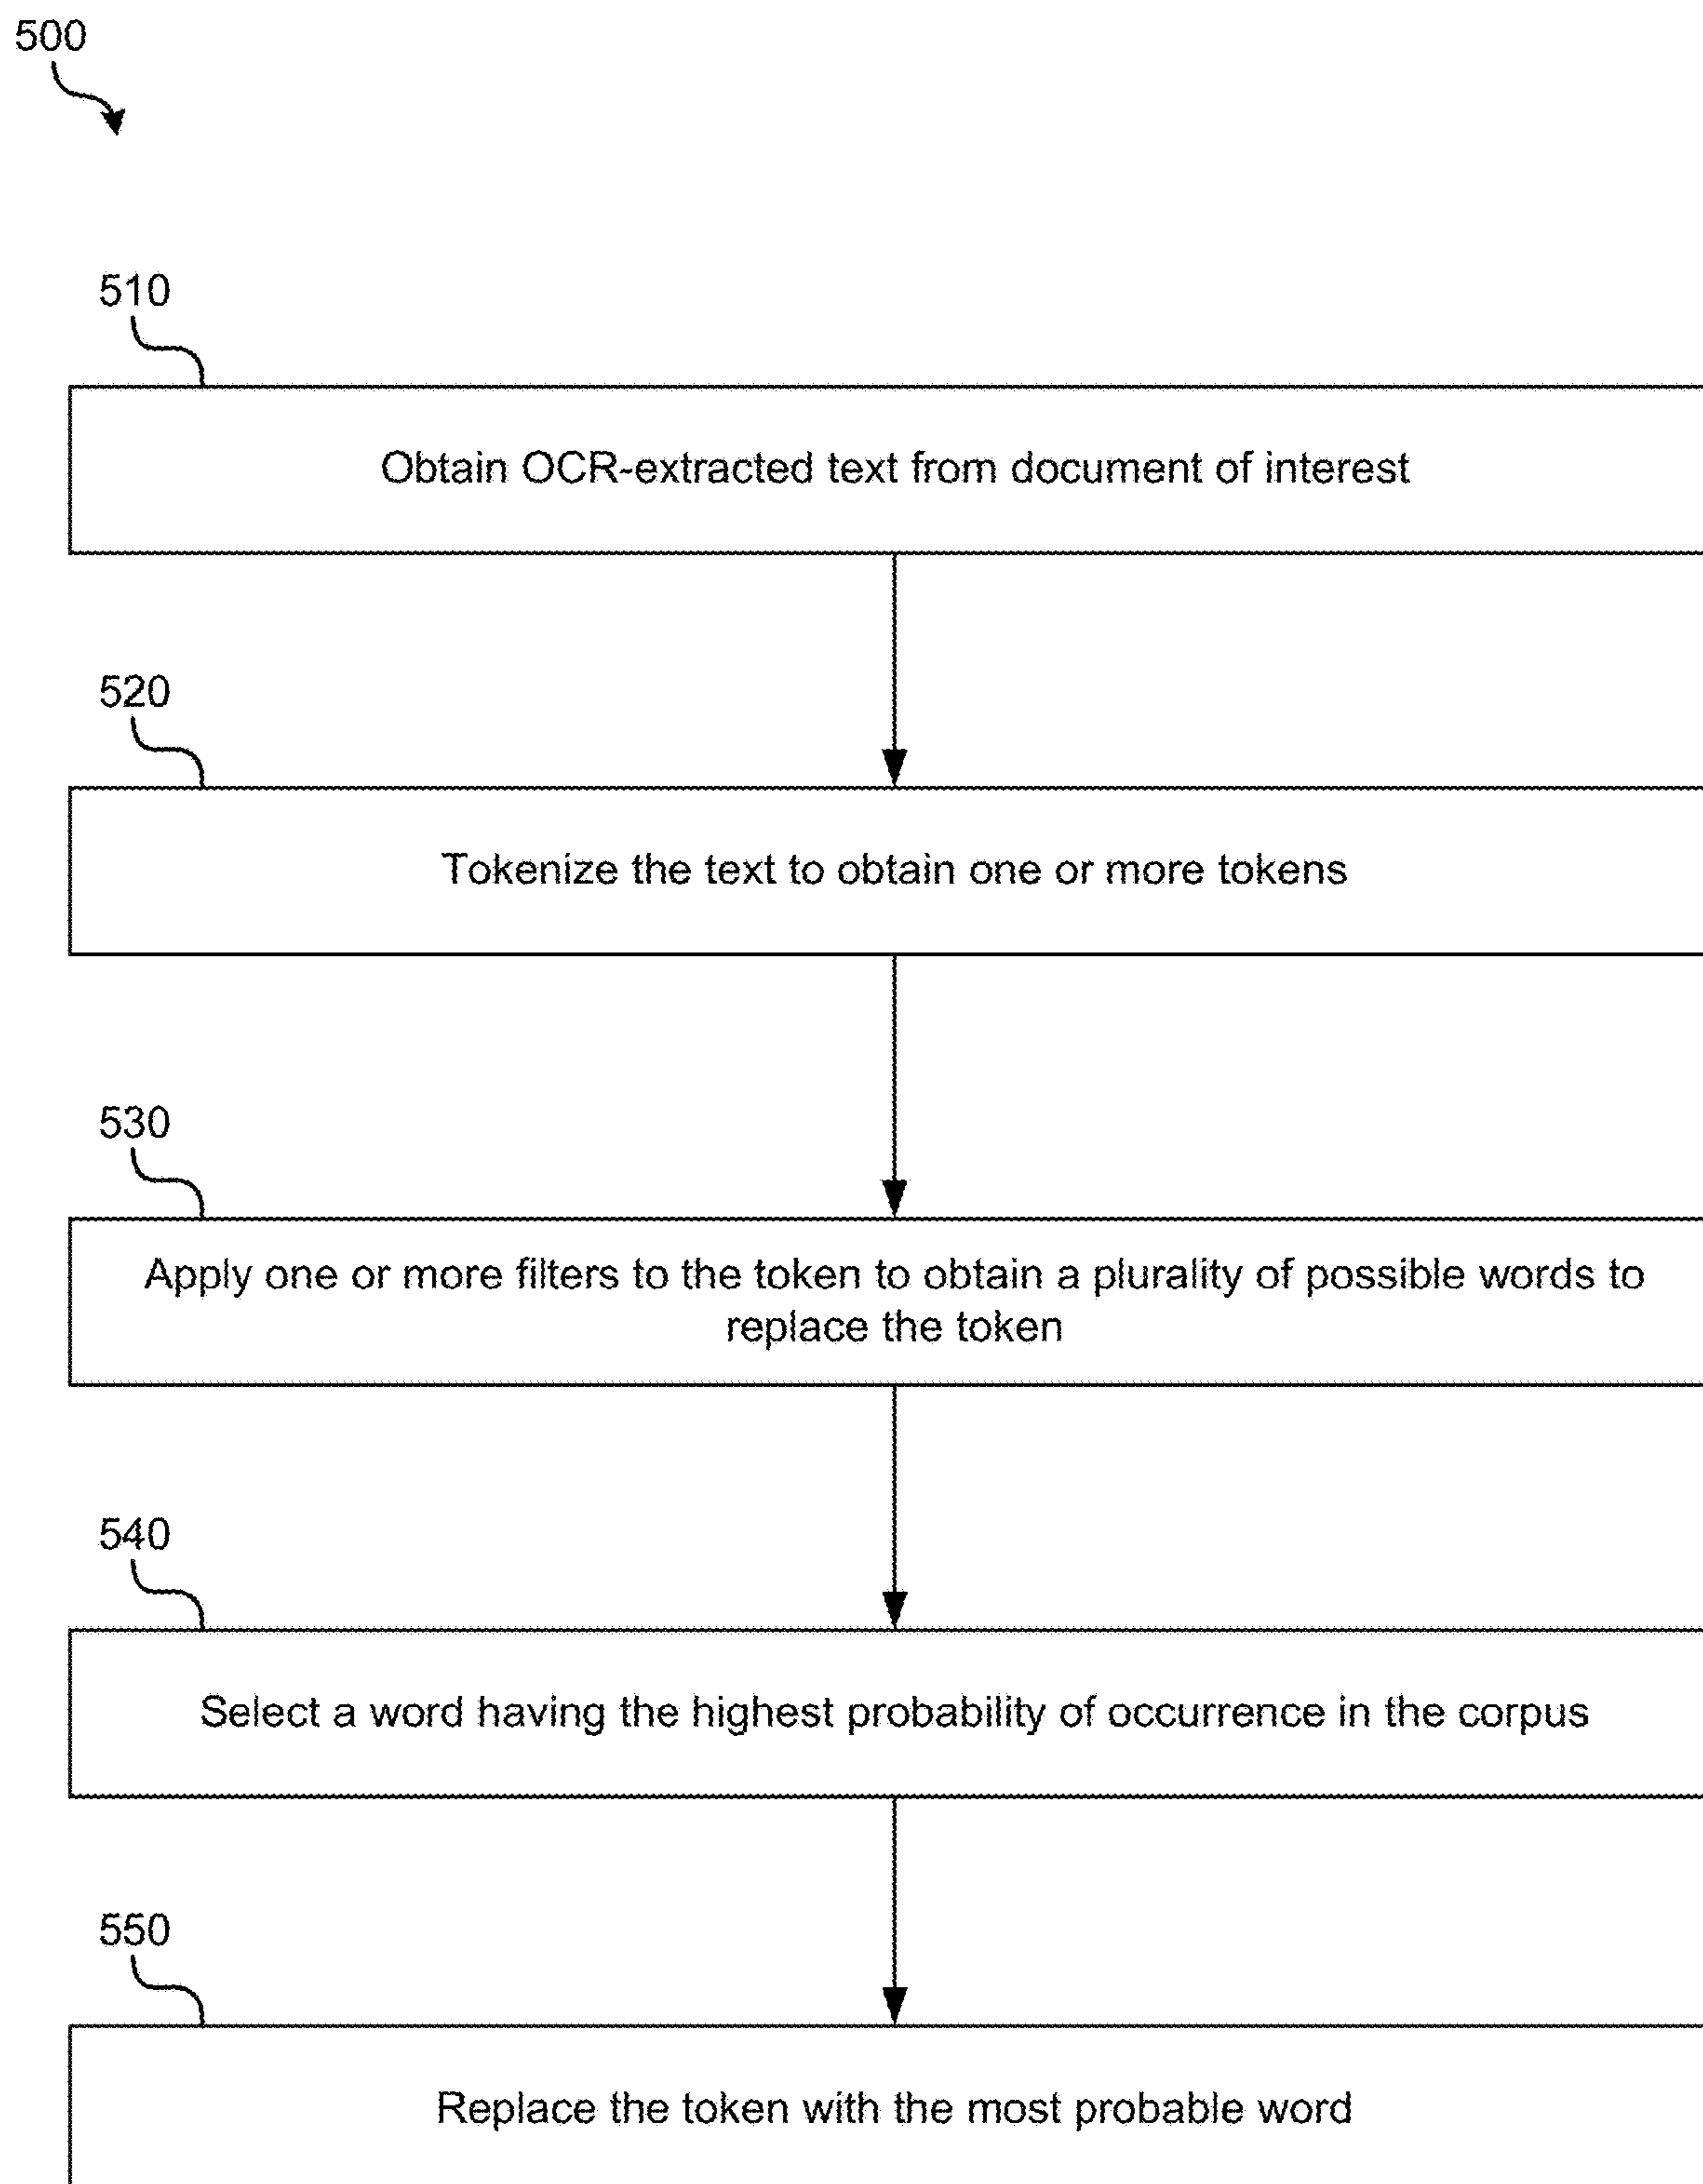 500
510
Obtain OCR-extracted text from document of interest
520
Tokenize the text to obtain one or more tokens
530
Apply one or more filters to the token to obtain a plurality of possible words to
replace the token
540
Select a word having the highest probability of occurrence in the corpus
550
Replace the token with the most probable word